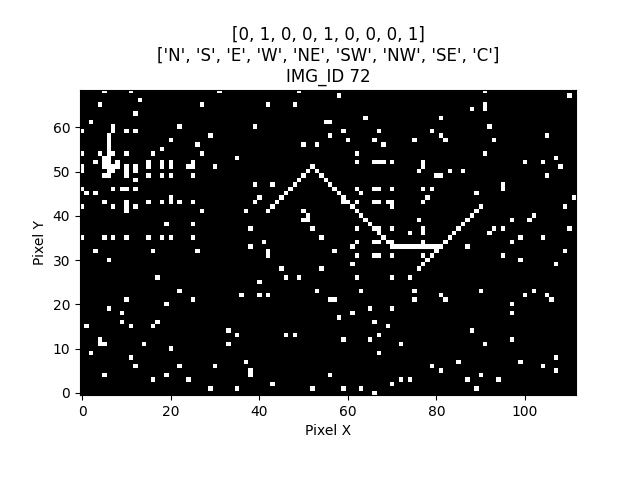 [0, 1, 0, 0, 1, 0, 0, 0, 1]
['N', 'S', 'E', 'W', 'NE', 'SW', 'NW', 'SE', 'C']
IMG_ID 72
Pixel Y
60
50
40
30
20
10
0
0 20 40 60 80 100
Pixel X